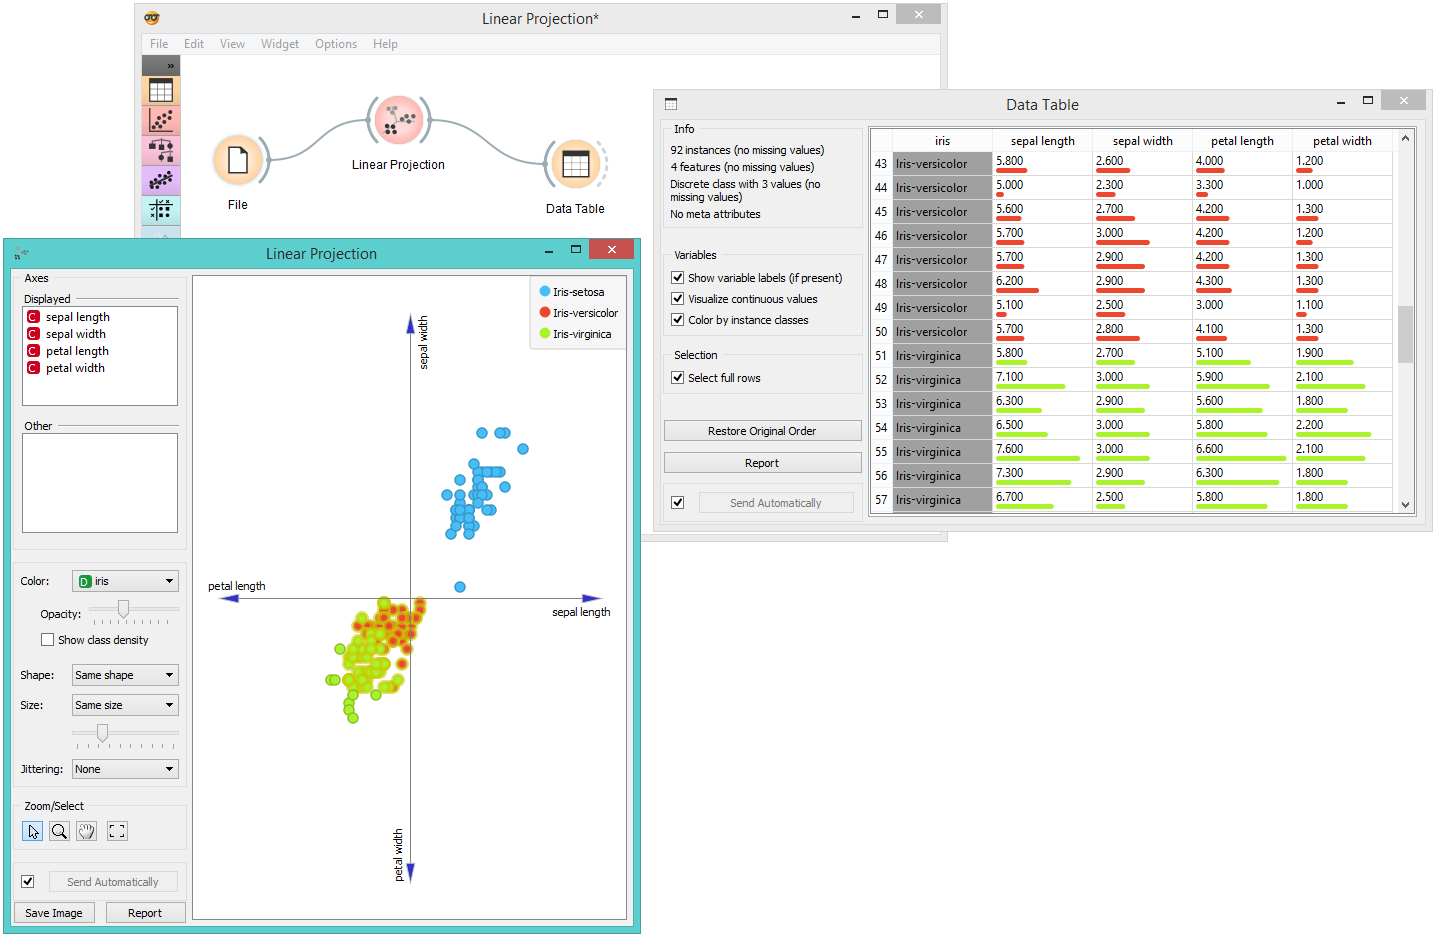 Linear Projection*
File Edit View Widget Options Help
»
File
Linear Projection
Data Table
Data Table
Info
92 instances (no missing values)
4 features (no missing values)
Discrete class with 3 values (no
missing values)
No meta attributes
Variables
Show variable labels (if present)
Visualize continuous values
Color by instance classes
Selection
Select full rows
Restore Original Order
Report
Send Automatically
iris sepal length sepal width petal length petal width
43 Iris-versicolor 5.800 2.600 4.000 1.200
44 Iris-versicolor 5.000 2.300 3.300 1.000
45 Iris-versicolor 5.600 2.700 4.200 1.300
46 Iris-versicolor 5.700 3.000 4.200 1.200
47 Iris-versicolor 5.700 2.900 4.200 1.300
48 Iris-versicolor 6.200 2.900 4.300 1.300
49 Iris-versicolor 5.100 2.500 3.000 1.100
50 Iris-versicolor 5.700 2.800 4.100 1.300
51 Iris-virginica 5.800 2.700 5.100 1.900
52 Iris-virginica 7.100 3.000 5.900 2.100
53 Iris-virginica 6.300 2.900 5.600 1.800
54 Iris-virginica 6.500 3.000 5.800 2.200
55 Iris-virginica 7.600 3.000 6.600 2.100
56 Iris-virginica 7.300 2.900 6.300 1.800
57 Iris-virginica 6.700 2.500 5.800 1.800
Linear Projection
Axes
Displayed
C sepal length
C sepal width
C petal length
C petal width
Other
Color: D iris
Opacity:
Show class density
Shape: Same shape
Size: Same size
Jittering: None
Zoom/Select
Send Automatically
Save Image Report
Iris-setosa
Iris-versicolor
Iris-virginica
sepal width
petal length
sepal length
petal width